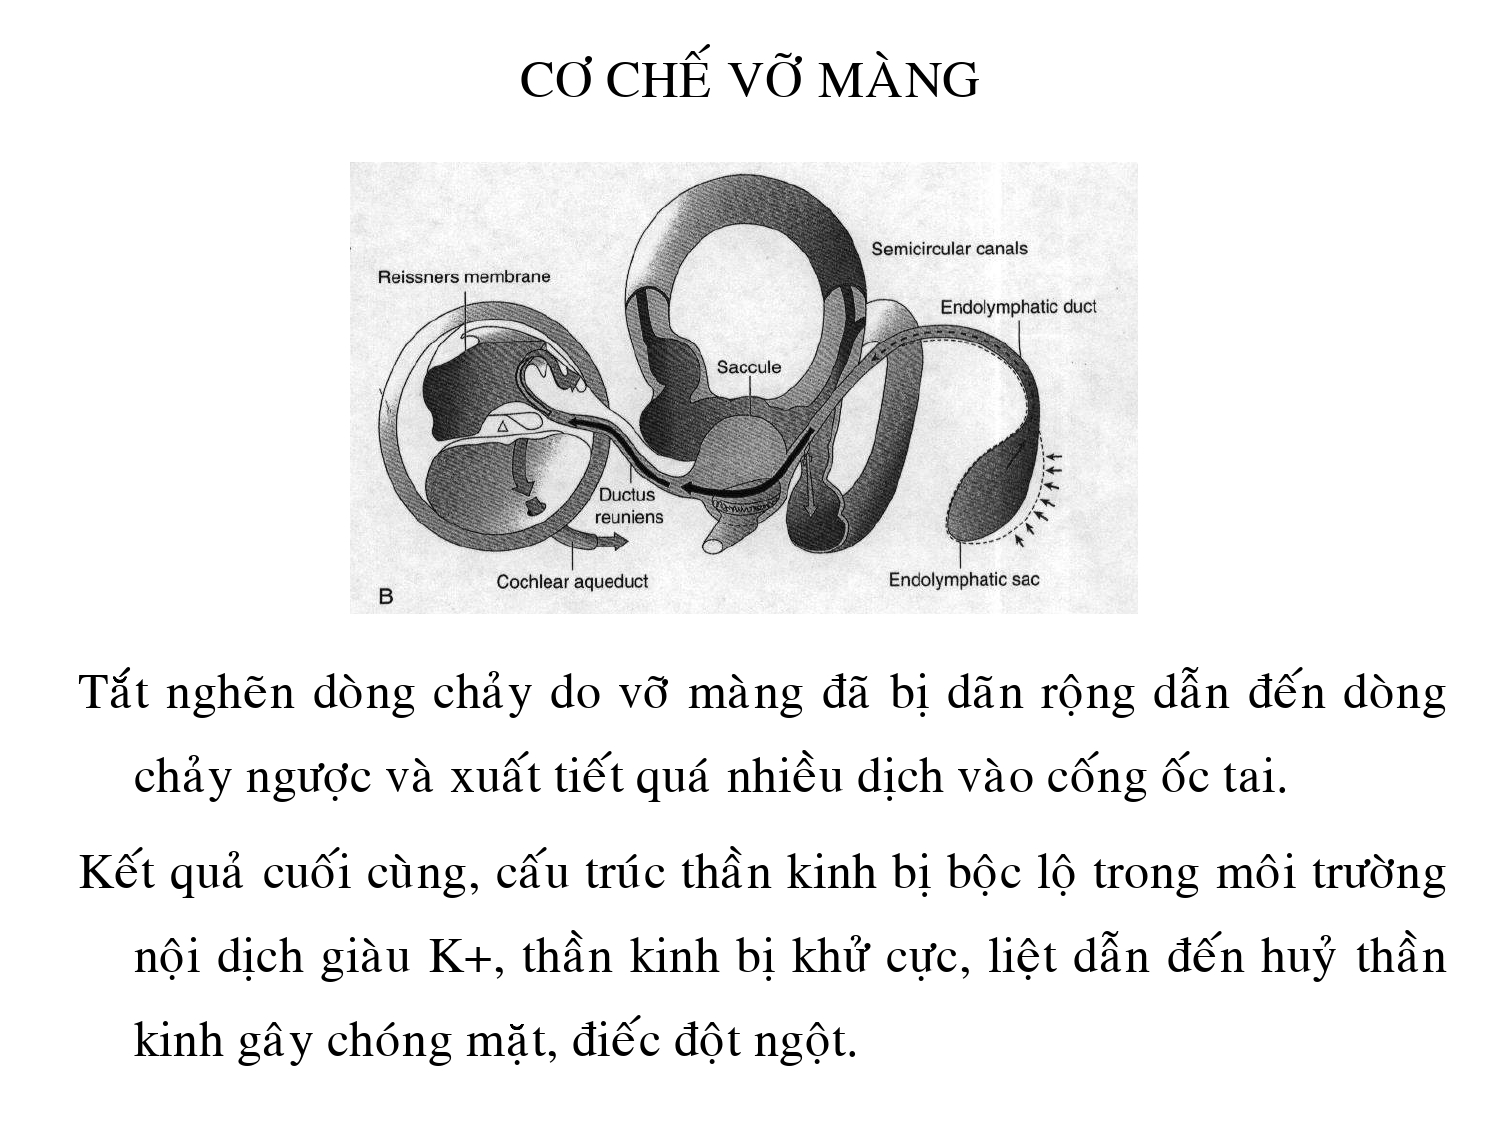 CƠ CHẾ VỠ MÀNG
Semicircular canals
Reissners membrane
Endolymphatic duct
Saccule
Ductus
reuniens
Cochlear aqueduct
Endolymphatic sac
B
Tắt nghẽn dòng chảy do vỡ màng đã bị dãn rộng dẫn đến dòng
chảy ngược và xuất tiết quá nhiều dịch vào cống ốc tai.
Kết quả cuối cùng, cấu trúc thần kinh bị bộc lộ trong môi trường
nội dịch giàu K+, thần kinh bị khử cực, liệt dẫn đến huỷ thần
kinh gây chóng mặt, điếc đột ngột.